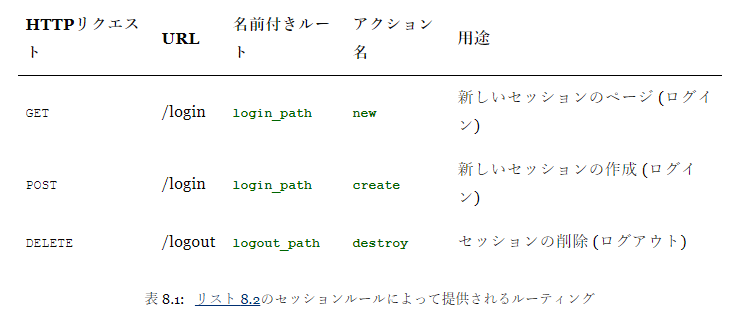 HTTPリクエスト URL 名前付きルート アクション名 用途
GET /login login_path new 新しいセッションのページ (ログイン)
POST /login login_path create 新しいセッションの作成 (ログイン)
DELETE /logout logout_path destroy セッションの削除 (ログアウト)
表 8.1: リスト 8.2のセッションルールによって提供されるルーティング